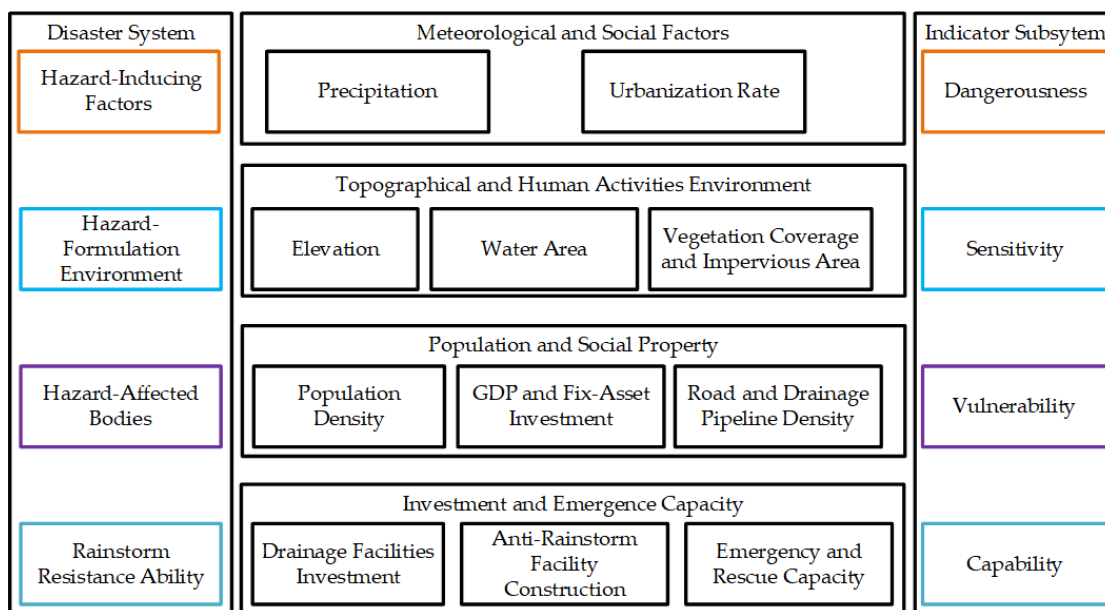 Disaster System
Hazard-Inducing
Factors
Hazard-
Formulation
Environment
Hazard-Affected
Bodies
Rainstorm
Resistance Ability
Meteorological and Social Factors
Precipitation
Urbanization Rate
Topographical and Human Activities Environment
Elevation
Water Area
Vegetation Coverage
and Impervious Area
Population and Social Property
Population
Density
GDP and Fix-Asset
Investment
Road and Drainage
Pipeline Density
Investment and Emergence Capacity
Drainage Facilities
Investment
Anti-Rainstorm
Facility
Construction
Emergency and
Rescue Capacity
Indicator Subsytem
Dangerousness
Sensitivity
Vulnerability
Capability